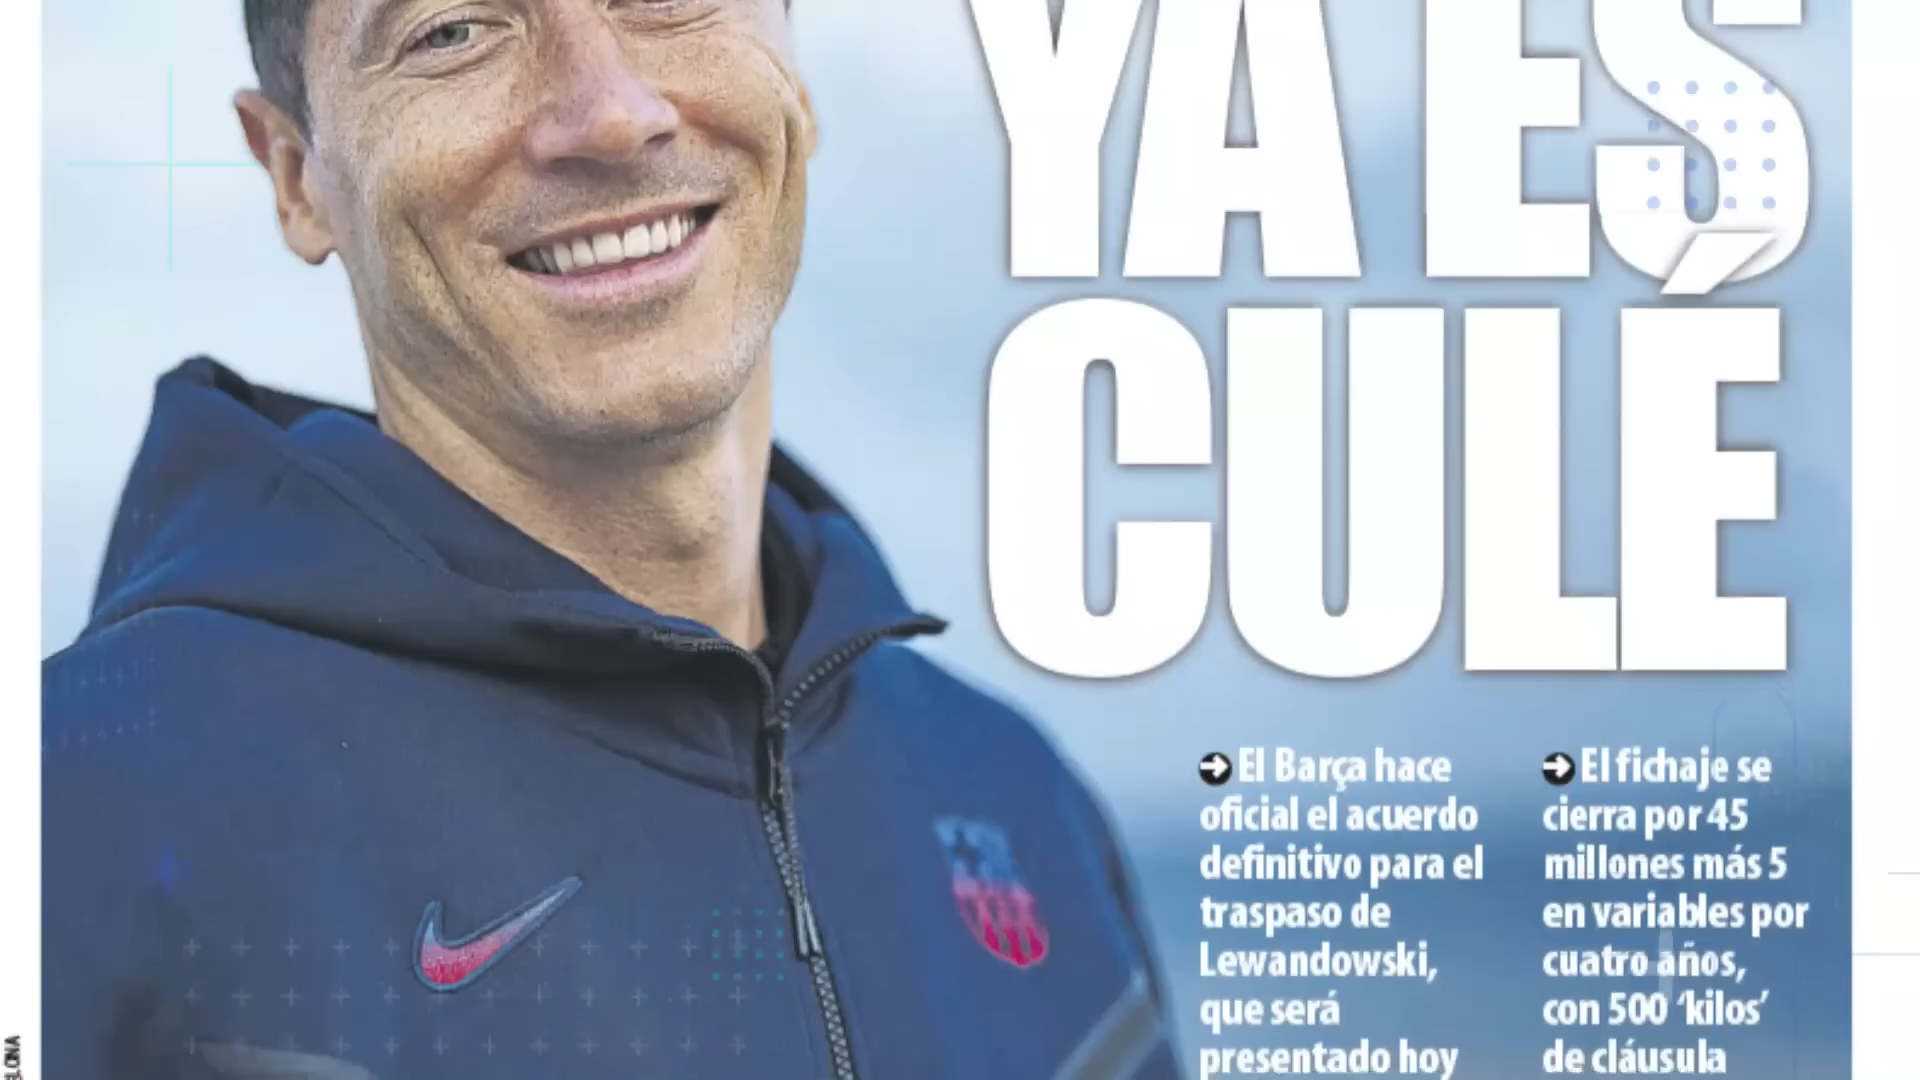 YA ES
CULÉ
El Barça hace
oficial el acuerdo
definitivo para el
traspaso de
Lewandowski,
que será
presentado hoy
El fichaje se
cierra por 45
millones más 5
en variables por
cuatro años,
con 500 ‘kilos’
de cláusula